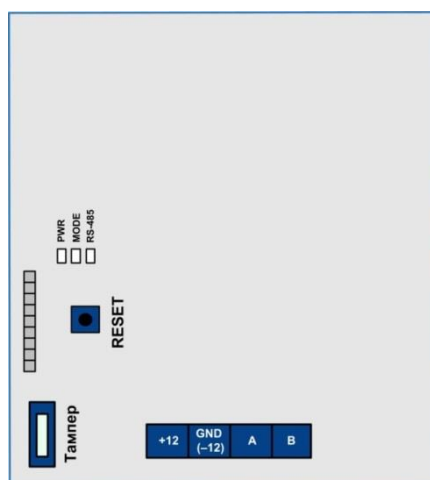 PWR
MODE
RS-485
RESET
Тампер
+12
GND
(–12)
A
B